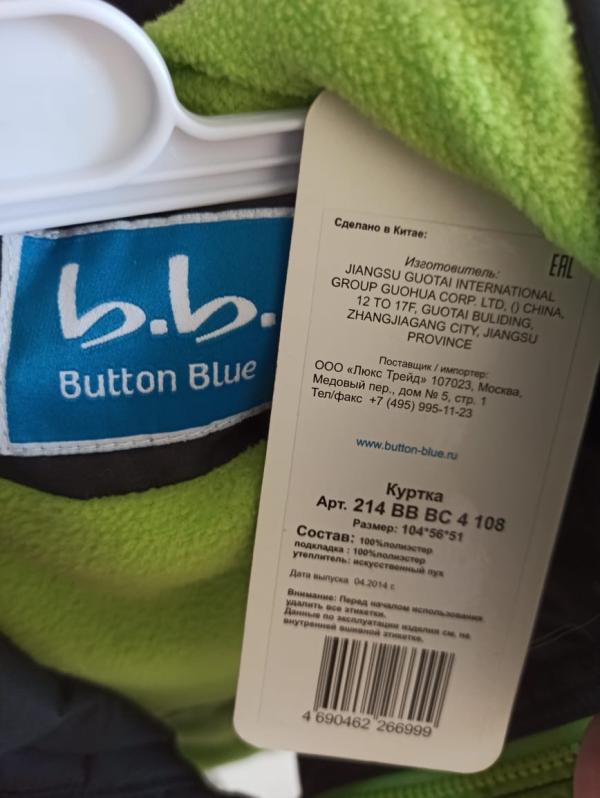 b.b.
Button Blue
Сделано в Китае:
EAC
Изготовитель:
JIANGSU GUOTAI INTERNATIONAL
GROUP GUOHUA CORP. LTD. () CHINA,
12 TO 17F, GUOTAI BULIDING,
ZHANGJIAGANG CITY, JIANGSU
PROVINCE
Поставщик / импортер:
ООО «Люкс Трейд» 107023, Москва,
Медовый пер., дом № 5, стр. 1
Тел/факс +7 (495) 995-11-23
www.button-blue.ru
Куртка
Арт. 214 BB BC 4 108
Размер: 104*56*51
Состав: 100%полиэстер
подкладка : 100%полиэстер
утеплитель: искусственный пух
Дата выпуска 04.2014 г.
Внимание: Перед началом использования
удалить все этикетки.
Данные по эксплуатации изделия см. на
внутренней вшивной этикетке.
4 690462 266999